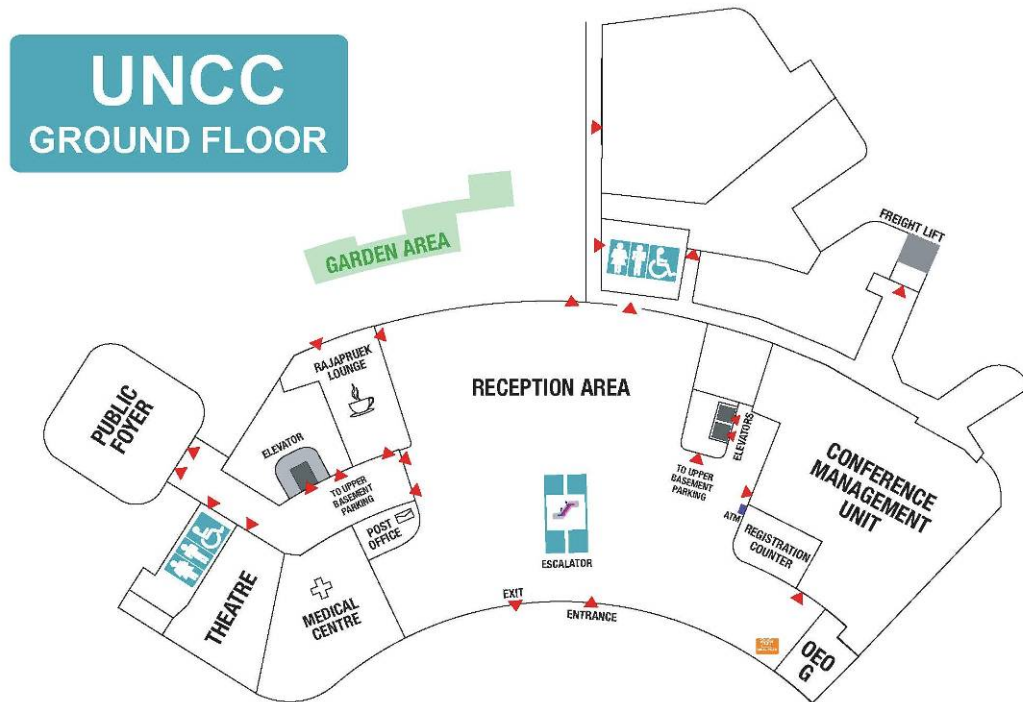 UNCC
GROUND FLOOR
FREIGHT LIFT
GARDEN AREA
RAJAPRUEK
LOUNGE
RECEPTION AREA
PUBLIC
FOYER
ELEVATOR
ELEVATORS
TO UPPER
BASEMENT
PARKING
TO UPPER
BASEMENT
PARKING
CONFERENCE
MANAGEMENT
UNIT
ATM
POST
OFFICE
REGISTRATION
COUNTER
ESCALATOR
THEATRE
MEDICAL
CENTRE
EXIT
ENTRANCE
OEO
G